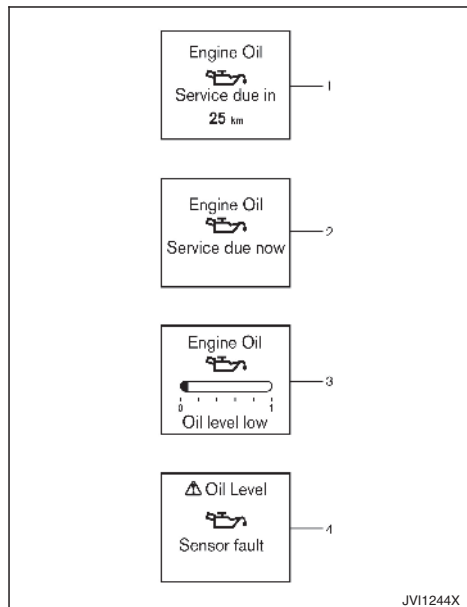 Engine Oil
Service due in
25 km
1
Engine Oil
Service due now
2
Engine Oil
0 1
Oil level low
3
⚠ Oil Level
Sensor fault
4
JVI1244X